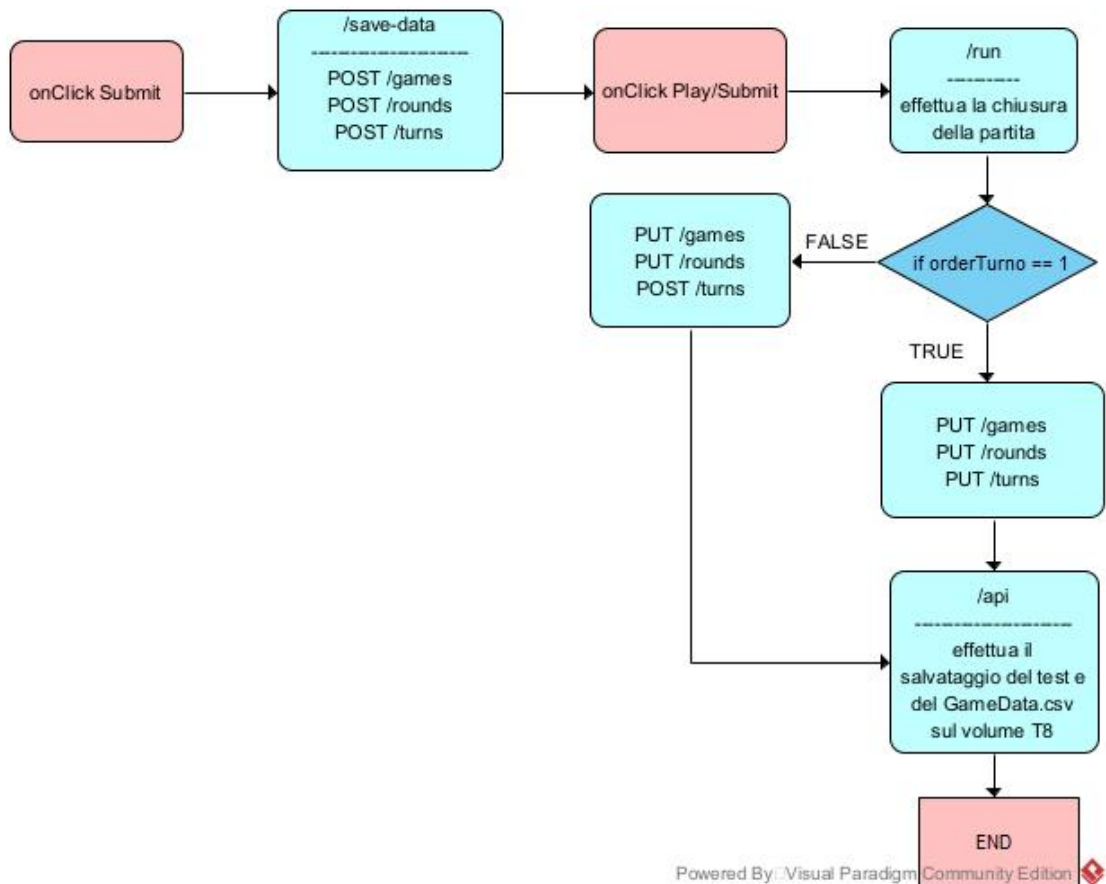 onClick Submit
/save-data
------------------------
POST /games
POST /rounds
POST /turns
onClick Play/Submit
/run
-----------
effettua la chiusura
della partita
if orderTurno == 1
FALSE
PUT /games
PUT /rounds
POST /turns
TRUE
PUT /games
PUT /rounds
PUT /turns
/api
------------------------
effettua il
salvataggio del test e
del GameData.csv
sul volume T8
END
Powered By Visual Paradigm Community Edition